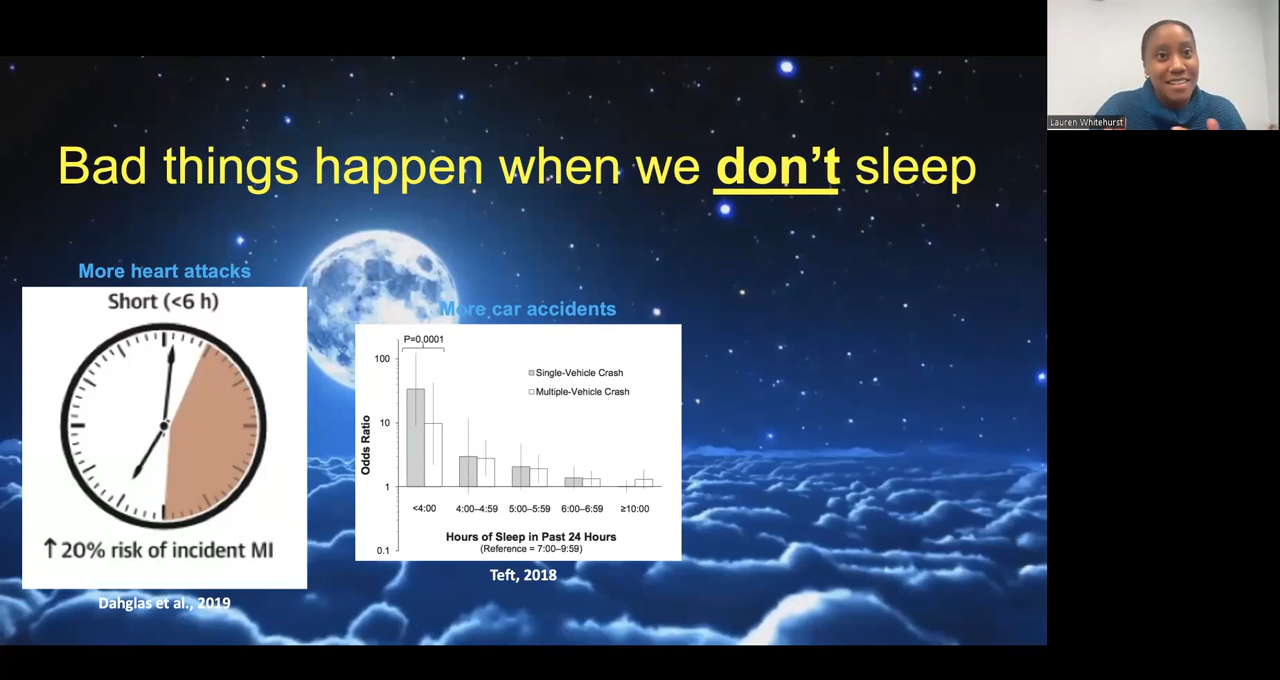 Lauren Whitehurst
Bad things happen when we don't sleep
More heart attacks
Short (<6 h)
↑ 20% risk of incident MI
Dahglas et al., 2019
More car accidents
P=0.0001
Single-Vehicle Crash
Multiple-Vehicle Crash
Odds Ratio
100
10
1
0.1
<4:00 4:00–4:59 5:00–5:59 6:00–6:59 ≥10:00
Hours of Sleep in Past 24 Hours
(Reference = 7:00–9:59)
Teft, 2018